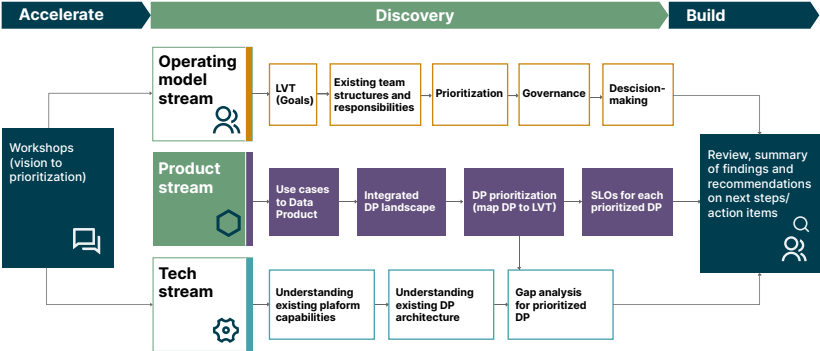 Accelerate
Discovery
Build
Operating
model
stream
LVT
(Goals)
Existing team
structures and
responsibilities
Prioritization
Governance
Descision-
making
Workshops
(vision to
prioritization)
Product
stream
Use cases
to Data
Product
Integrated
DP landscape
DP prioritization
(map DP to LVT)
SLOs for each
prioritized DP
Review, summary
of findings and
recommendations
on next steps/
action items
Tech
stream
Understanding
existing plaform
capabilities
Understanding
existing DP
architecture
Gap analysis
for prioritized
DP